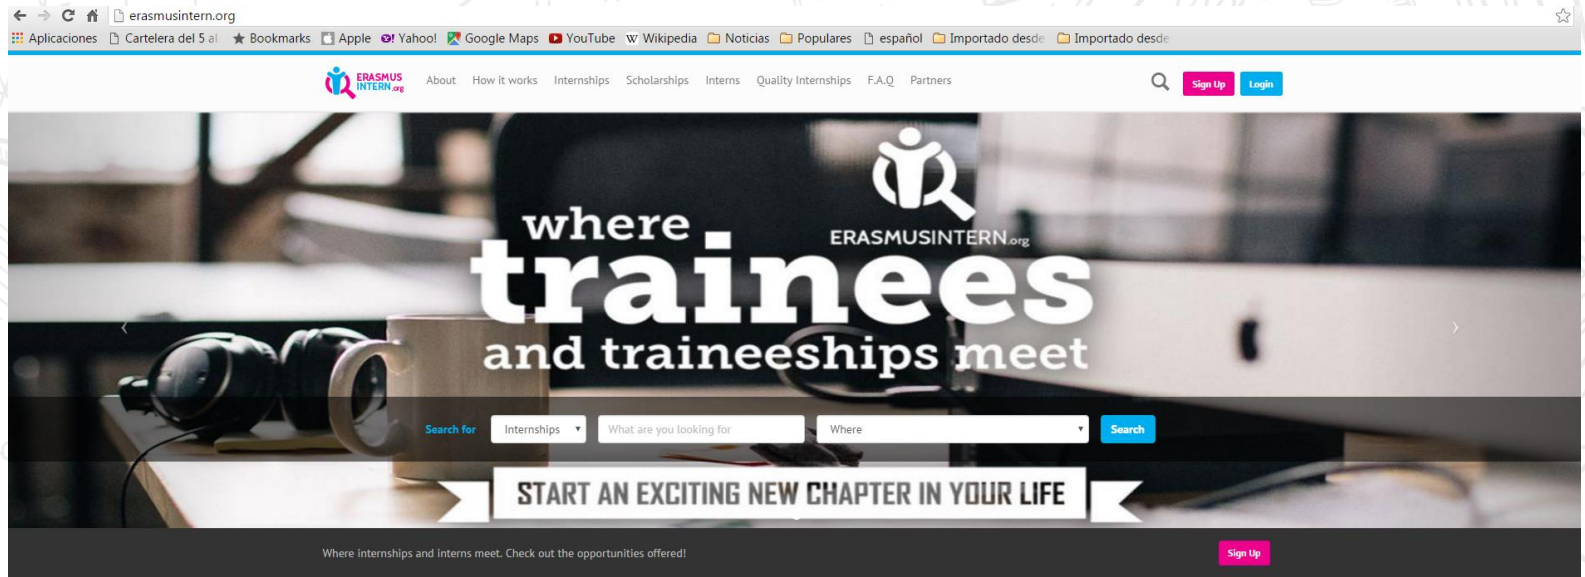 erasmusintern.org
Aplicaciones Cartelera del 5 al Bookmarks Apple Yahoo! Google Maps YouTube W Wikipedia Noticias Populares español Importado desde Importado desde
ERASMUS
INTERN.org
About How it works Internships Scholarships Interns Quality Internships F.A.Q Partners
Sign Up Login
where
trainees
and traineeships meet
ERASMUSINTERN.org
Search for Internships What are you looking for Where Search
START AN EXCITING NEW CHAPTER IN YOUR LIFE
Where internships and interns meet. Check out the opportunities offered! Sign Up